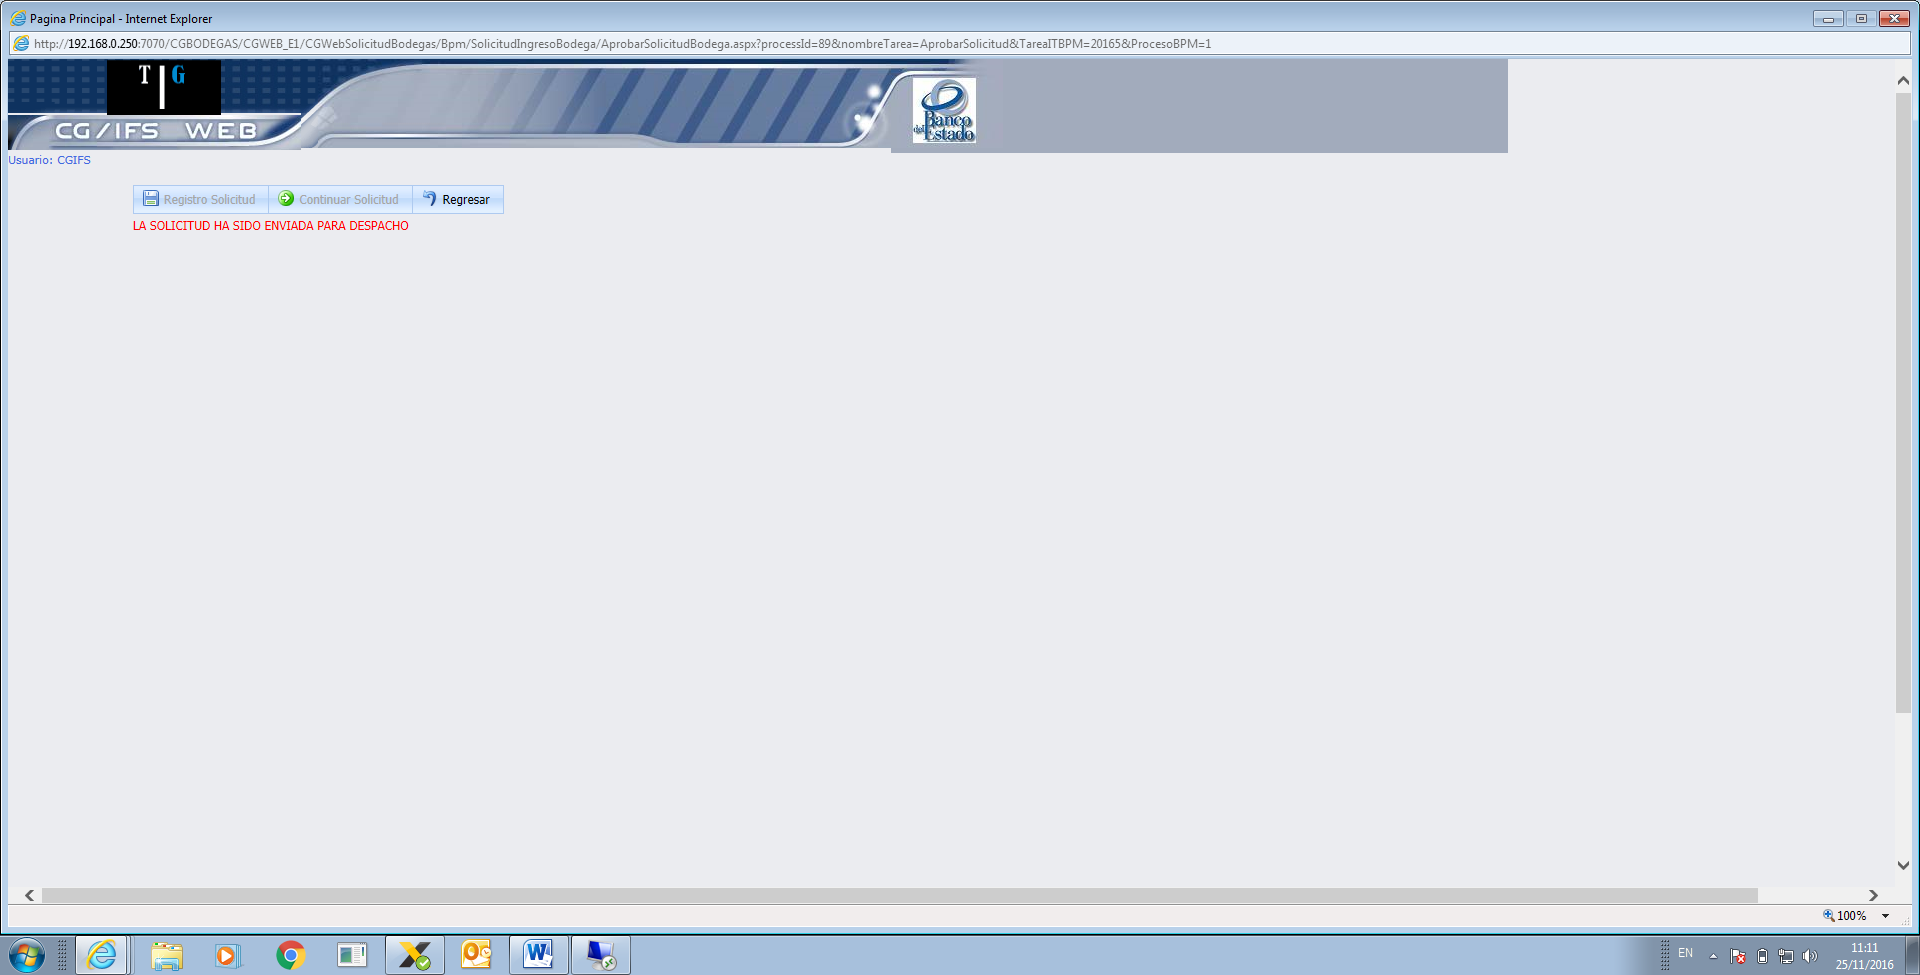 Pagina Principal - Internet Explorer
http://192.168.0.250:7070/CGBODEGAS/CGWEB_E1/CGWebSolicitudBodegas/Bpm/SolicitudIngresoBodega/AprobarSolicitudBodega.aspx?processId=89&nombreTarea=AprobarSolicitud&TareaITBPM=20165&ProcesoBPM=1
T G
CG/IFS WEB
Banco
del Estado
Usuario: CGIFS
Registro Solicitud Continuar Solicitud Regresar
LA SOLICITUD HA SIDO ENVIADA PARA DESPACHO
100%
EN
11:11
25/11/2016